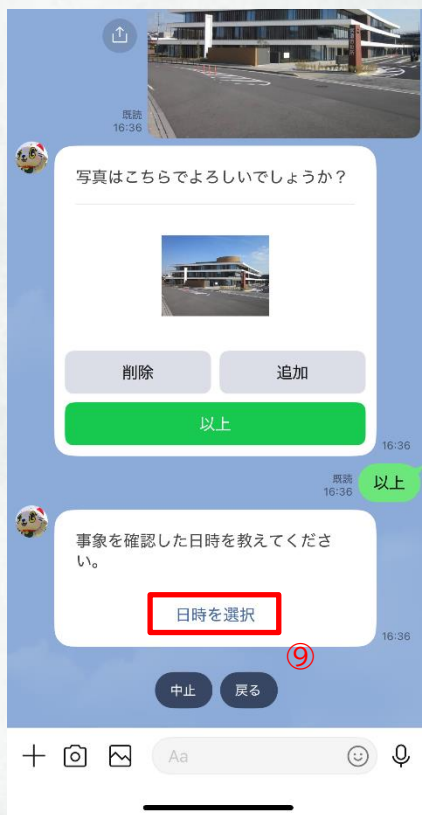 既読
16:36
写真はこちらでよろしいでしょうか？
削除
追加
以上
16:36
既読
16:36
以上
事象を確認した日時を教えてくださ
い。
日時を選択
16:36
⑨
中止
戻る
Aa